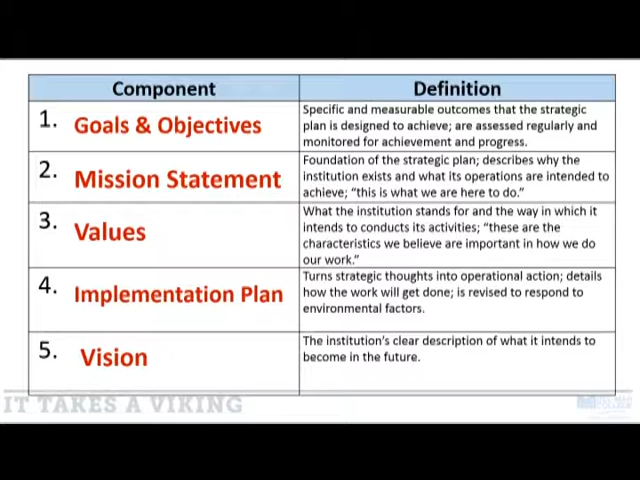 Component Definition
1. Goals & Objectives
Specific and measurable outcomes that the strategic
plan is designed to achieve; are assessed regularly and
monitored for achievement and progress.
2. Mission Statement
Foundation of the strategic plan; describes why the
institution exists and what its operations are intended to
achieve; “this is what we are here to do.”
3. Values
What the institution stands for and the way in which it
intends to conducts its activities; “these are the
characteristics we believe are important in how we do
our work.”
4. Implementation Plan
Turns strategic thoughts into operational action; details
how the work will get done; is revised to respond to
environmental factors.
5. Vision
The institution’s clear description of what it intends to
become in the future.
IT TAKES A VIKING